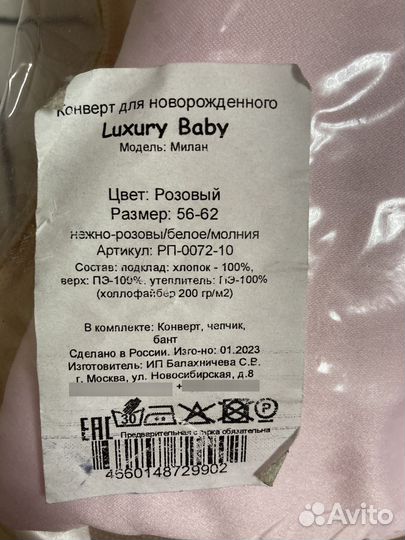 Конверт для новорожденного
Luxury Baby
Модель: Милан
Цвет: Розовый
Размер: 56-62
нежно-розовы/белое/молния
Артикул: РП-0072-10
Состав: подклад: хлопок - 100%,
верх: ПЭ-100%, утеплитель: ПЭ-100%
(холлофайбер 200 гр/м2)
В комплекте: Конверт, чепчик,
бант
Сделано в России. Изго-но: 01.2023
Изготовитель: ИП Балахничева С.В.
г. Москва, ул. Новосибирская, д.8
+
ЕАС 30 P
Предварительная стирка обязательна
4660148729902
Avito